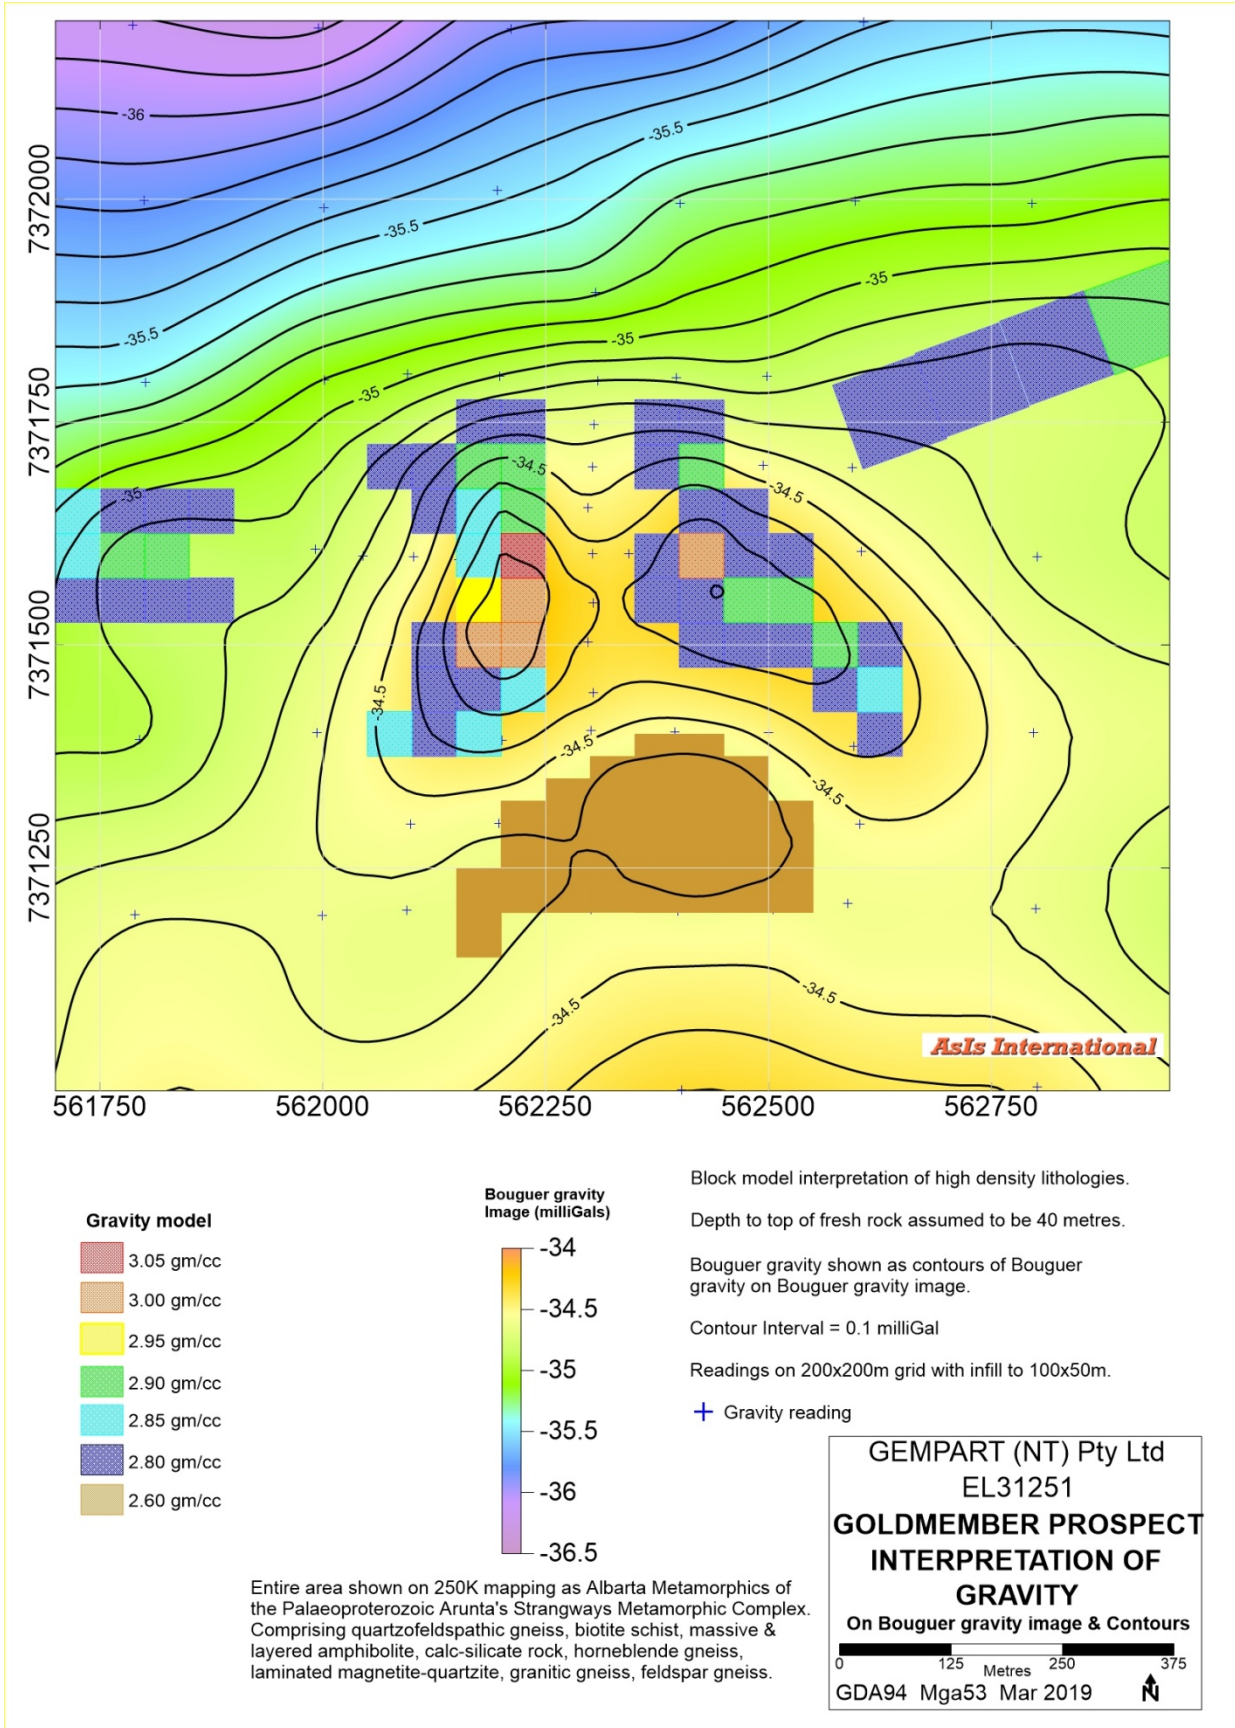 -36
-35.5
-35.5
-35.5
-35
-35
-35
-35
-34.5
-34.5
-34.5
-34.5
-34.5
-34.5
-34.5
7372000
7371750
7371500
7371250
AsIs International
561750
562000
562250
562500
562750
Gravity model
3.05 gm/cc
3.00 gm/cc
2.95 gm/cc
2.90 gm/cc
2.85 gm/cc
2.80 gm/cc
2.60 gm/cc
Bouguer gravity
Image (milliGals)
-34
-34.5
-35
-35.5
-36
-36.5
Block model interpretation of high density lithologies.
Depth to top of fresh rock assumed to be 40 metres.
Bouguer gravity shown as contours of Bouguer
gravity on Bouguer gravity image.
Contour Interval = 0.1 milliGal
Readings on 200x200m grid with infill to 100x50m.
+ Gravity reading
Entire area shown on 250K mapping as Albarta Metamorphics of
the Palaeoproterozoic Arunta's Strangways Metamorphic Complex.
Comprising quartzofeldspathic gneiss, biotite schist, massive &
layered amphibolite, calc-silicate rock, horneblende gneiss,
laminated magnetite-quartzite, granitic gneiss, feldspar gneiss.
GEMPART (NT) Pty Ltd
EL31251
GOLDMEMBER PROSPECT
INTERPRETATION OF
GRAVITY
On Bouguer gravity image & Contours
0 125 250 375
Metres
GDA94 Mga53 Mar 2019 N